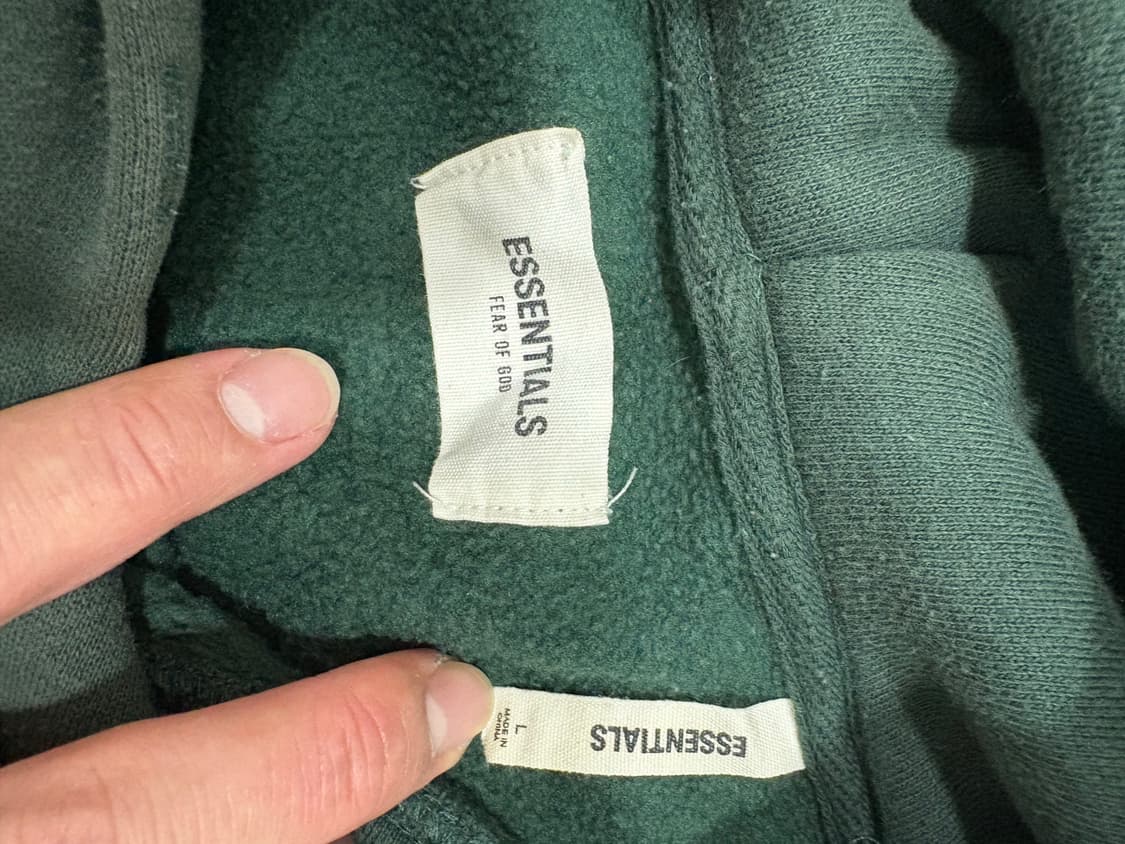 ESSENTIALS
FEAR OF GOD
ESSENTIALS
L
MADE IN
CHINA